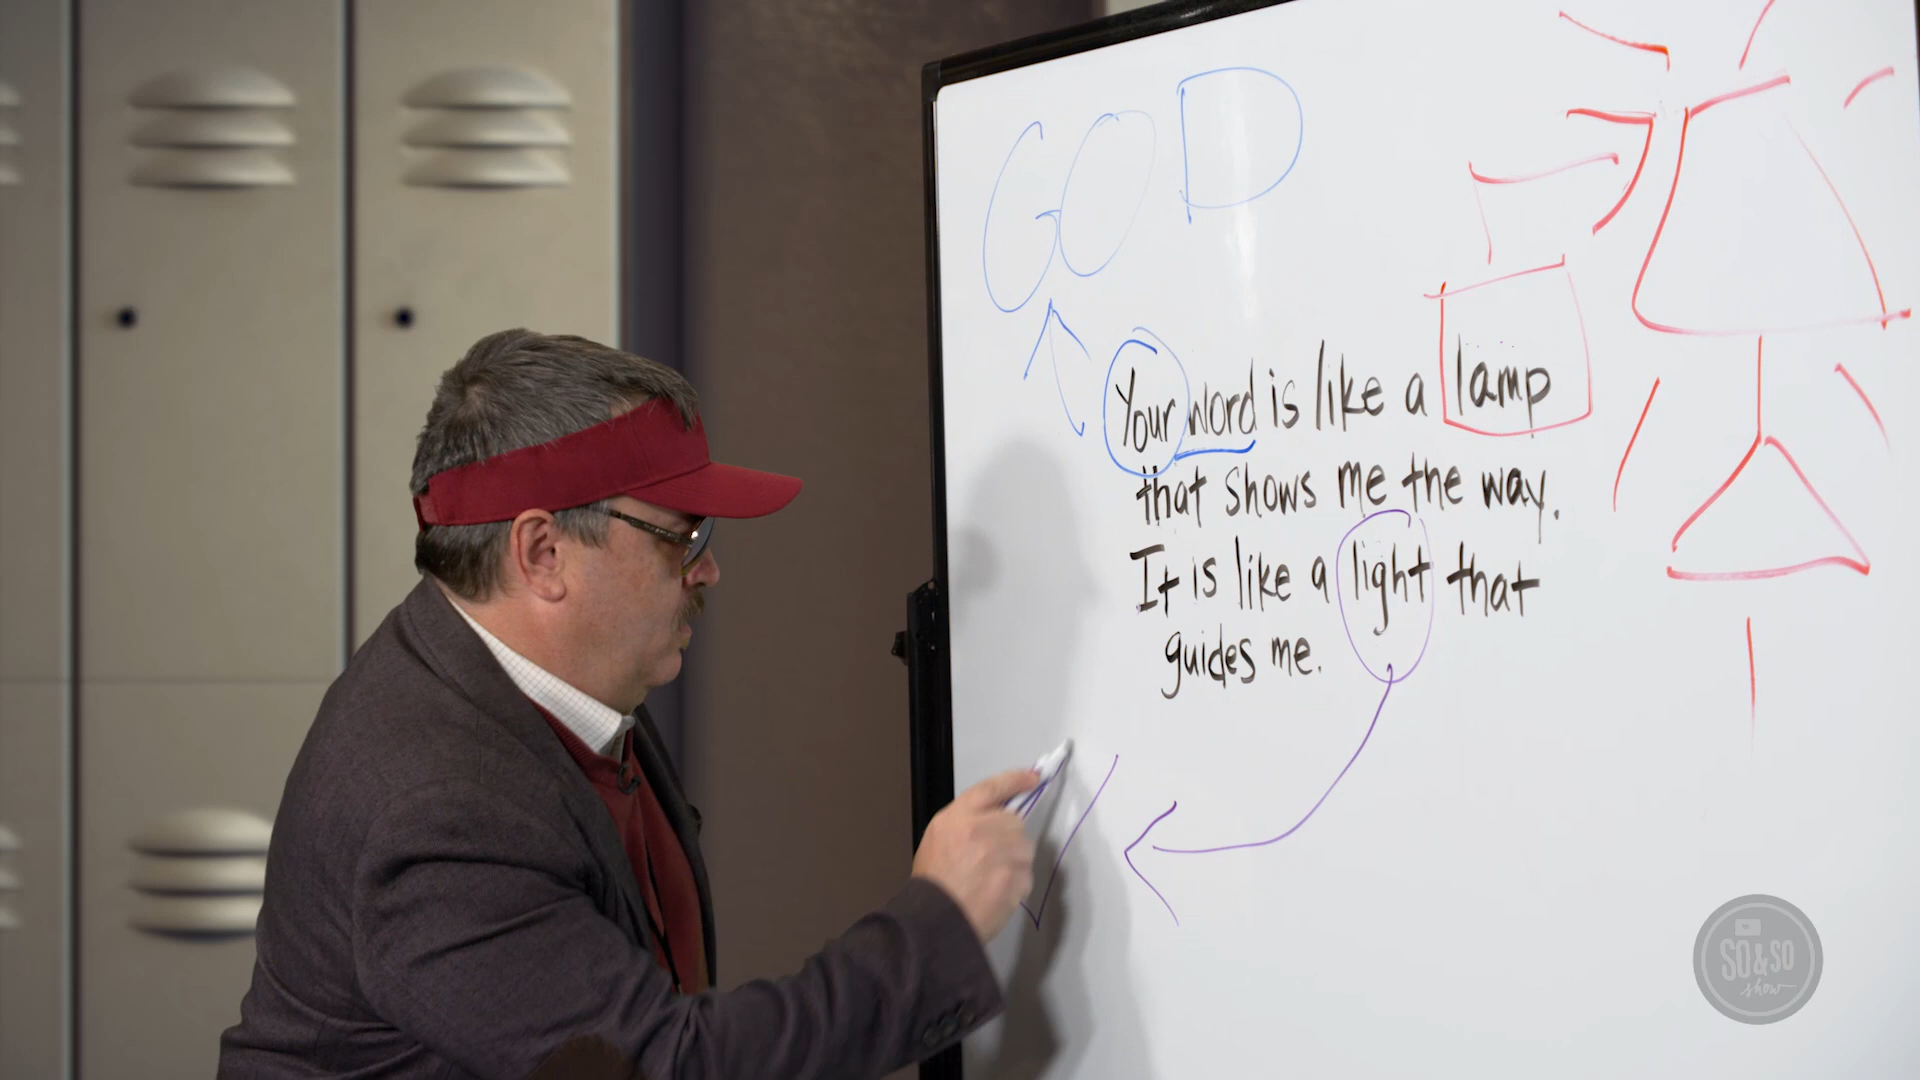 GOD
Your word is like a lamp
that shows me the way.
It is like a light that
guides me.
SO & SO
show